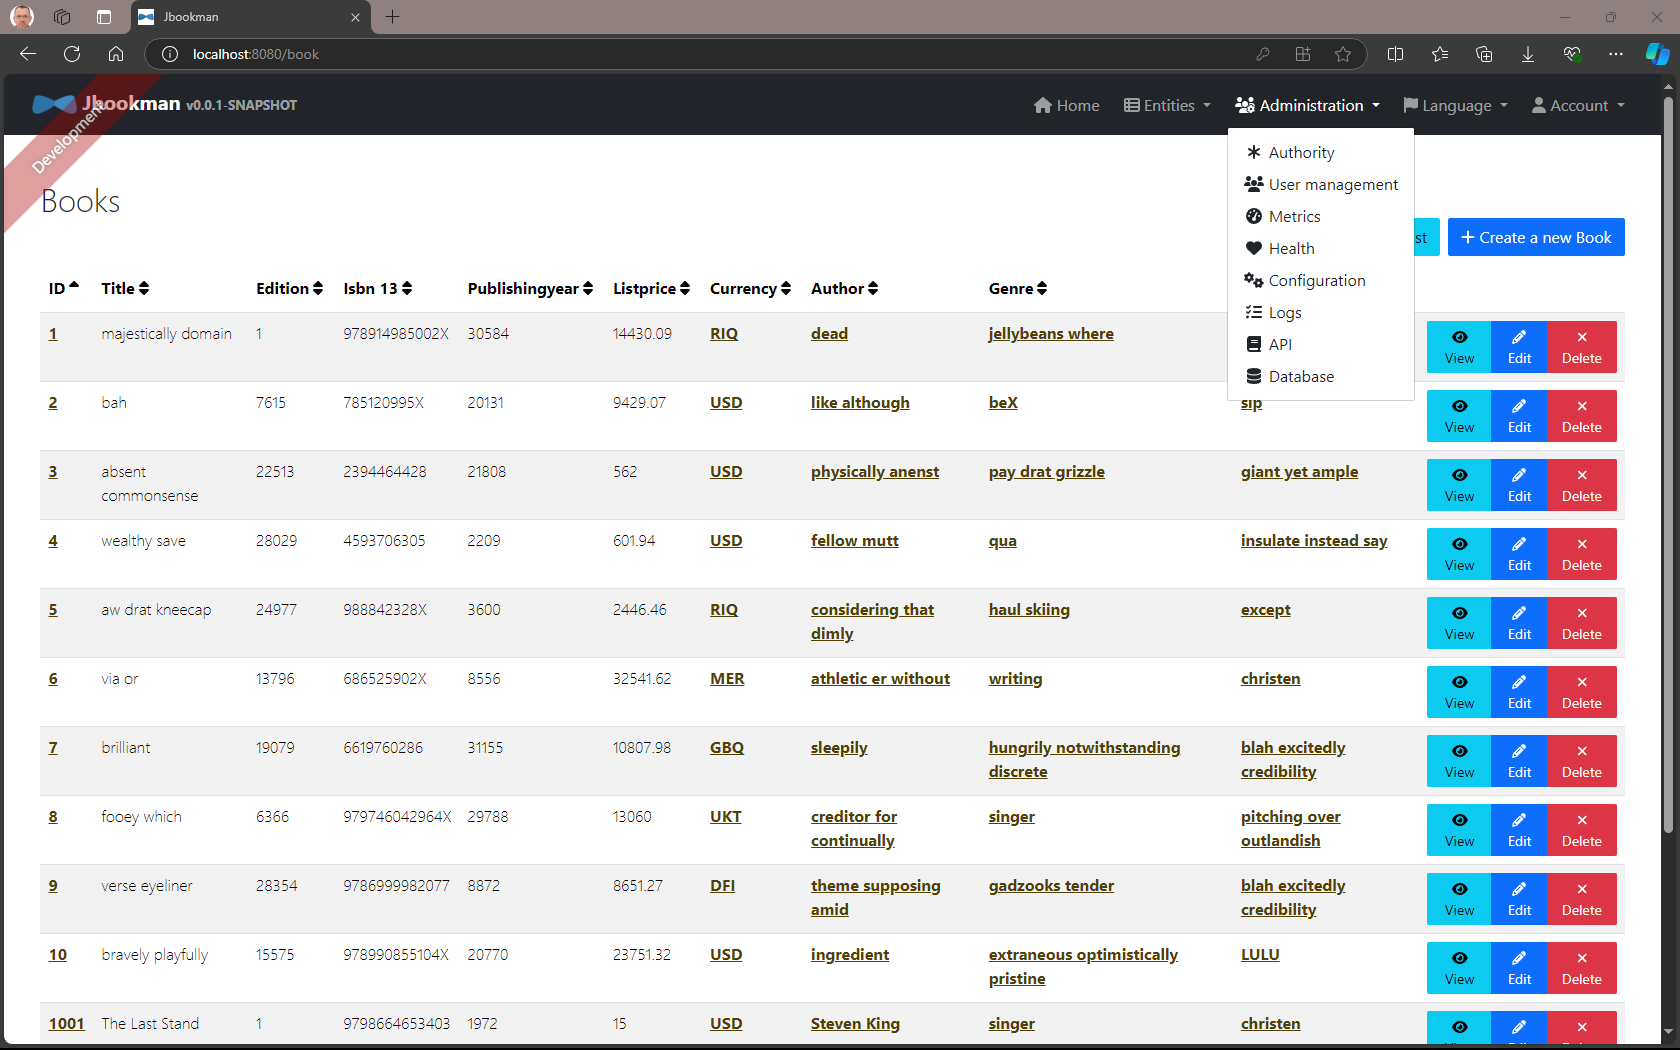 Jbookman
localhost:8080/book
Jbookman v0.0.1-SNAPSHOT
Home Entities Administration Language Account
Development
Authority
User management
Metrics
Health
Configuration
Logs
API
Database
Books
st
Create a new Book
ID Title Edition Isbn 13 Publishingyear Listprice Currency Author Genre
1 majestically domain 1 978914985002X 30584 14430.09 RIQ dead jellybeans where View Edit Delete
2 bah 7615 785120995X 20131 9429.07 USD like although beX slp View Edit Delete
3 absent commonsense 22513 2394464428 21808 562 USD physically anenst pay drat grizzle giant yet ample View Edit Delete
4 wealthy save 28029 4593706305 2209 601.94 USD fellow mutt qua insulate instead say View Edit Delete
5 aw drat kneecap 24977 988842328X 3600 2446.46 RIQ considering that dimly haul skiing except View Edit Delete
6 via or 13796 686525902X 8556 32541.62 MER athletic er without writing christen View Edit Delete
7 brilliant 19079 6619760286 31155 10807.98 GBQ sleepily hungrily notwithstanding discrete blah excitedly credibility View Edit Delete
8 fooey which 6366 979746042964X 29788 13060 UKT creditor for continually singer pitching over outlandish View Edit Delete
9 verse eyeliner 28354 9786999982077 8872 8651.27 DFI theme supposing amid gadzooks tender blah excitedly credibility View Edit Delete
10 bravely playfully 15575 978990855104X 20770 23751.32 USD ingredient extraneous optimistically pristine LULU View Edit Delete
1001 The Last Stand 1 9798664653403 1972 15 USD Steven King singer christen